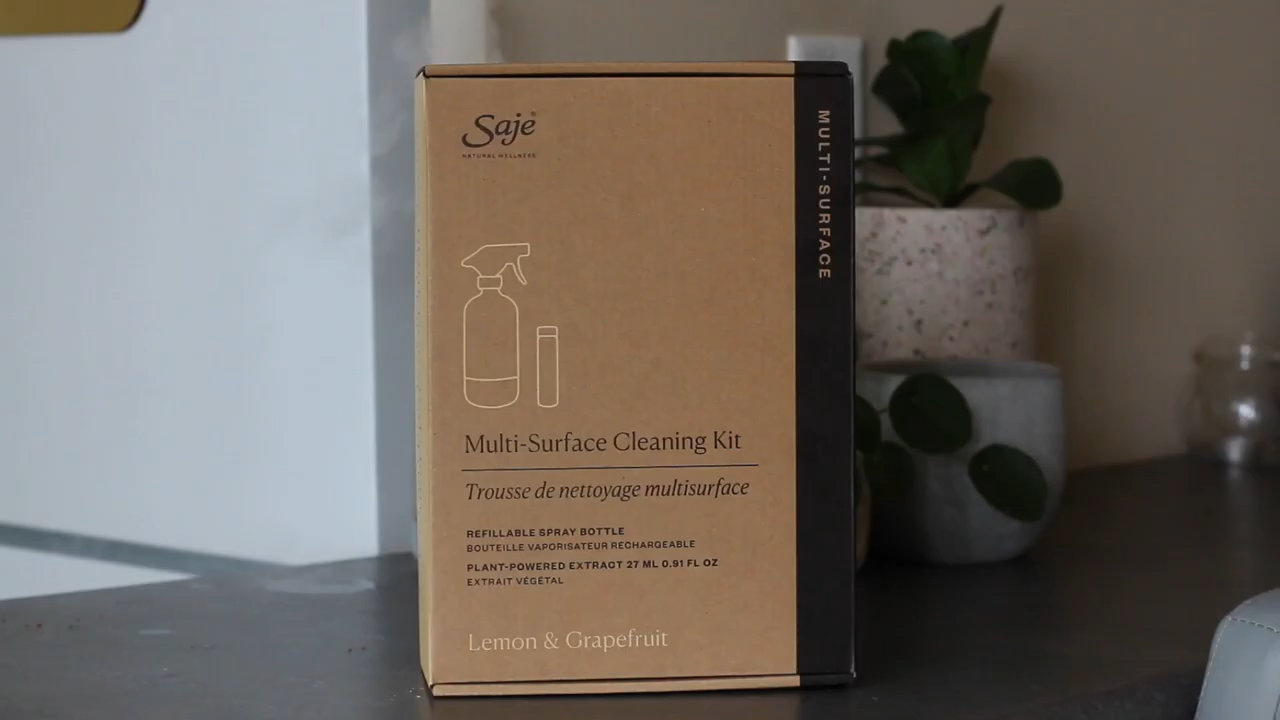 Saje
NATURAL WELLNESS
MULTI-SURFACE
Multi-Surface Cleaning Kit
Trousse de nettoyage multisurface
REFILLABLE SPRAY BOTTLE
BOUTEILLE VAPORISATEUR RECHARGEABLE
PLANT-POWERED EXTRACT 27 ML 0.91 FL OZ
EXTRAIT VÉGÉTAL
Lemon & Grapefruit